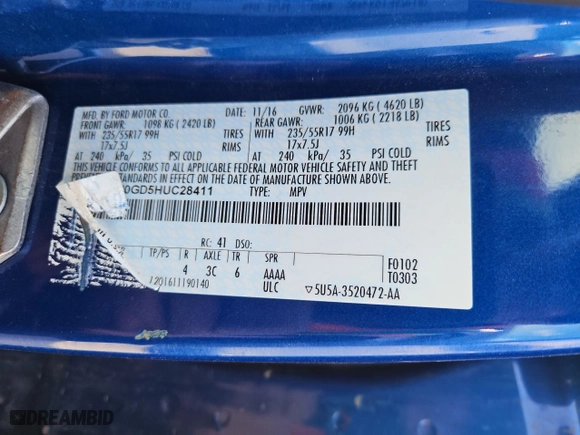 MFD. BY FORD MOTOR CO. DATE: 11/16 GVWR: 2096 KG ( 4620 LB)
FRONT GAWR: 1098 KG ( 2420 LB) REAR GAWR: 1006 KG ( 2218 LB)
WITH 235/55R17 99H TIRES WITH 235/55R17 99H TIRES
17x7.5J RIMS 17x7.5J RIMS
AT 240 kPa/ 35 PSI COLD AT 240 kPa/ 35 PSI COLD
THIS VEHICLE CONFORMS TO ALL APPLICABLE FEDERAL MOTOR VEHICLE SAFETY AND THEFT
IN EFFECT ON THE DATE OF MANUFACTURE SHOWN ABOVE.
0GD5HUC28411 TYPE: MPV
RC: 41 DSO: F0102
TP/PS R AXLE TR SPR T0303
4 3C 6 AAAA
1201611190140 ULC 5U5A-3520472-AA
DREAMBID